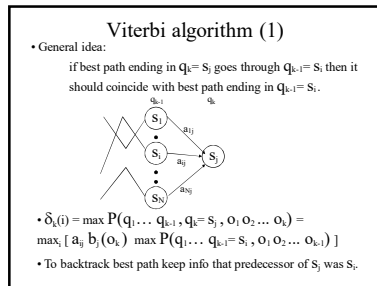 Viterbi algorithm (1)
• General idea:
if best path ending in qk= sj goes through qk-1= si then it
should coincide with best path ending in qk-1= si.
qk-1 qk
s1
a1j
si
aij
sj
sN
aNj
• δk(i) = max P(q1… qk-1 , qk= sj , o1 o2 ... ok) =
maxi [ aij bj (ok) max P(q1… qk-1= si , o1 o2 ... ok-1) ]
• To backtrack best path keep info that predecessor of sj was si.